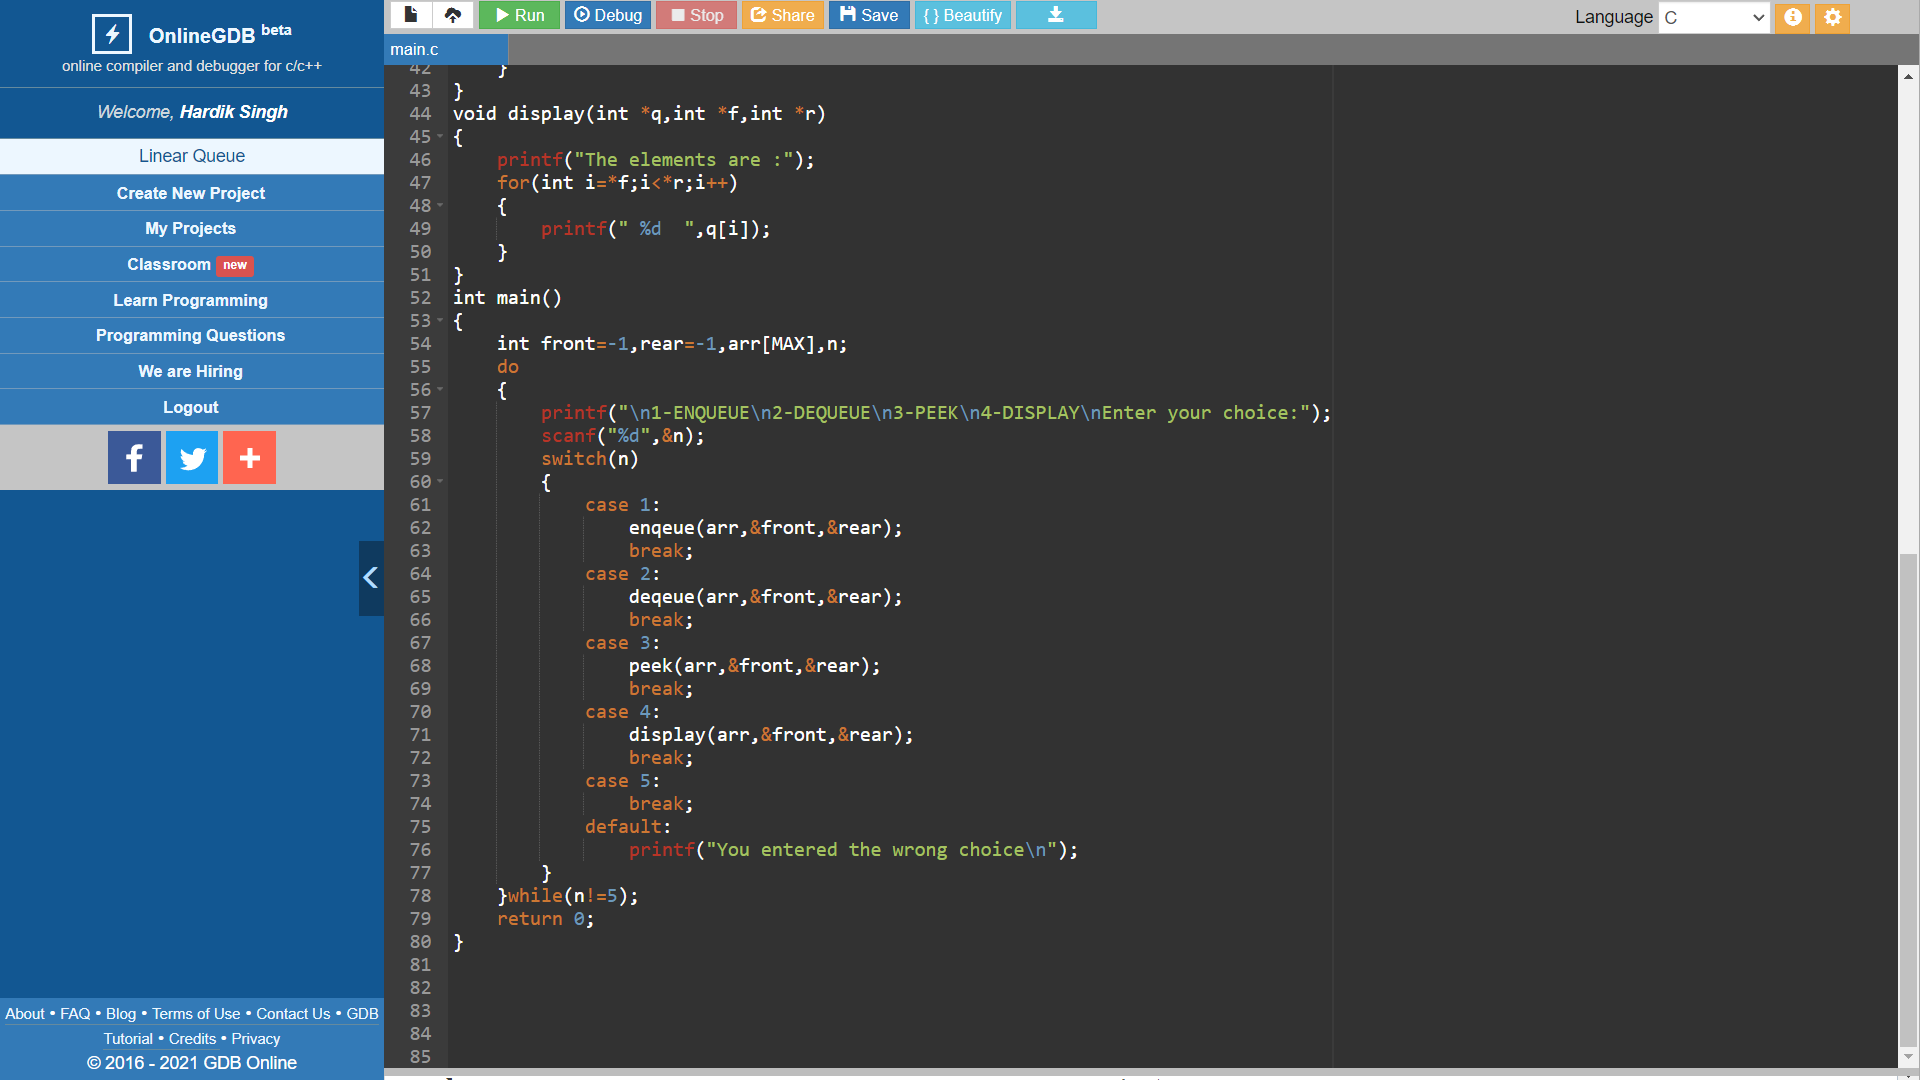 OnlineGDB beta
online compiler and debugger for c/c++
Welcome, Hardik Singh
Linear Queue
Create New Project
My Projects
Classroom new
Learn Programming
Programming Questions
We are Hiring
Logout
About • FAQ • Blog • Terms of Use • Contact Us • GDB
Tutorial • Credits • Privacy
© 2016 - 2021 GDB Online
Run Debug Stop Share Save { } Beautify
Language C
main.c
42         }
43 }
44 void display(int *q,int *f,int *r)
45 {
46     printf("The elements are :");
47     for(int i=*f;i<*r;i++)
48     {
49         printf(" %d  ",q[i]);
50     }
51 }
52 int main()
53 {
54     int front=-1,rear=-1,arr[MAX],n;
55     do
56     {
57         printf("\n1-ENQUEUE\n2-DEQUEUE\n3-PEEK\n4-DISPLAY\nEnter your choice:");
58         scanf("%d",&n);
59         switch(n)
60         {
61             case 1:
62                 enqeue(arr,&front,&rear);
63                 break;
64             case 2:
65                 deqeue(arr,&front,&rear);
66                 break;
67             case 3:
68                 peek(arr,&front,&rear);
69                 break;
70             case 4:
71                 display(arr,&front,&rear);
72                 break;
73             case 5:
74                 break;
75             default:
76                 printf("You entered the wrong choice\n");
77         }
78     }while(n!=5);
79     return 0;
80 }
81
82
83
84
85